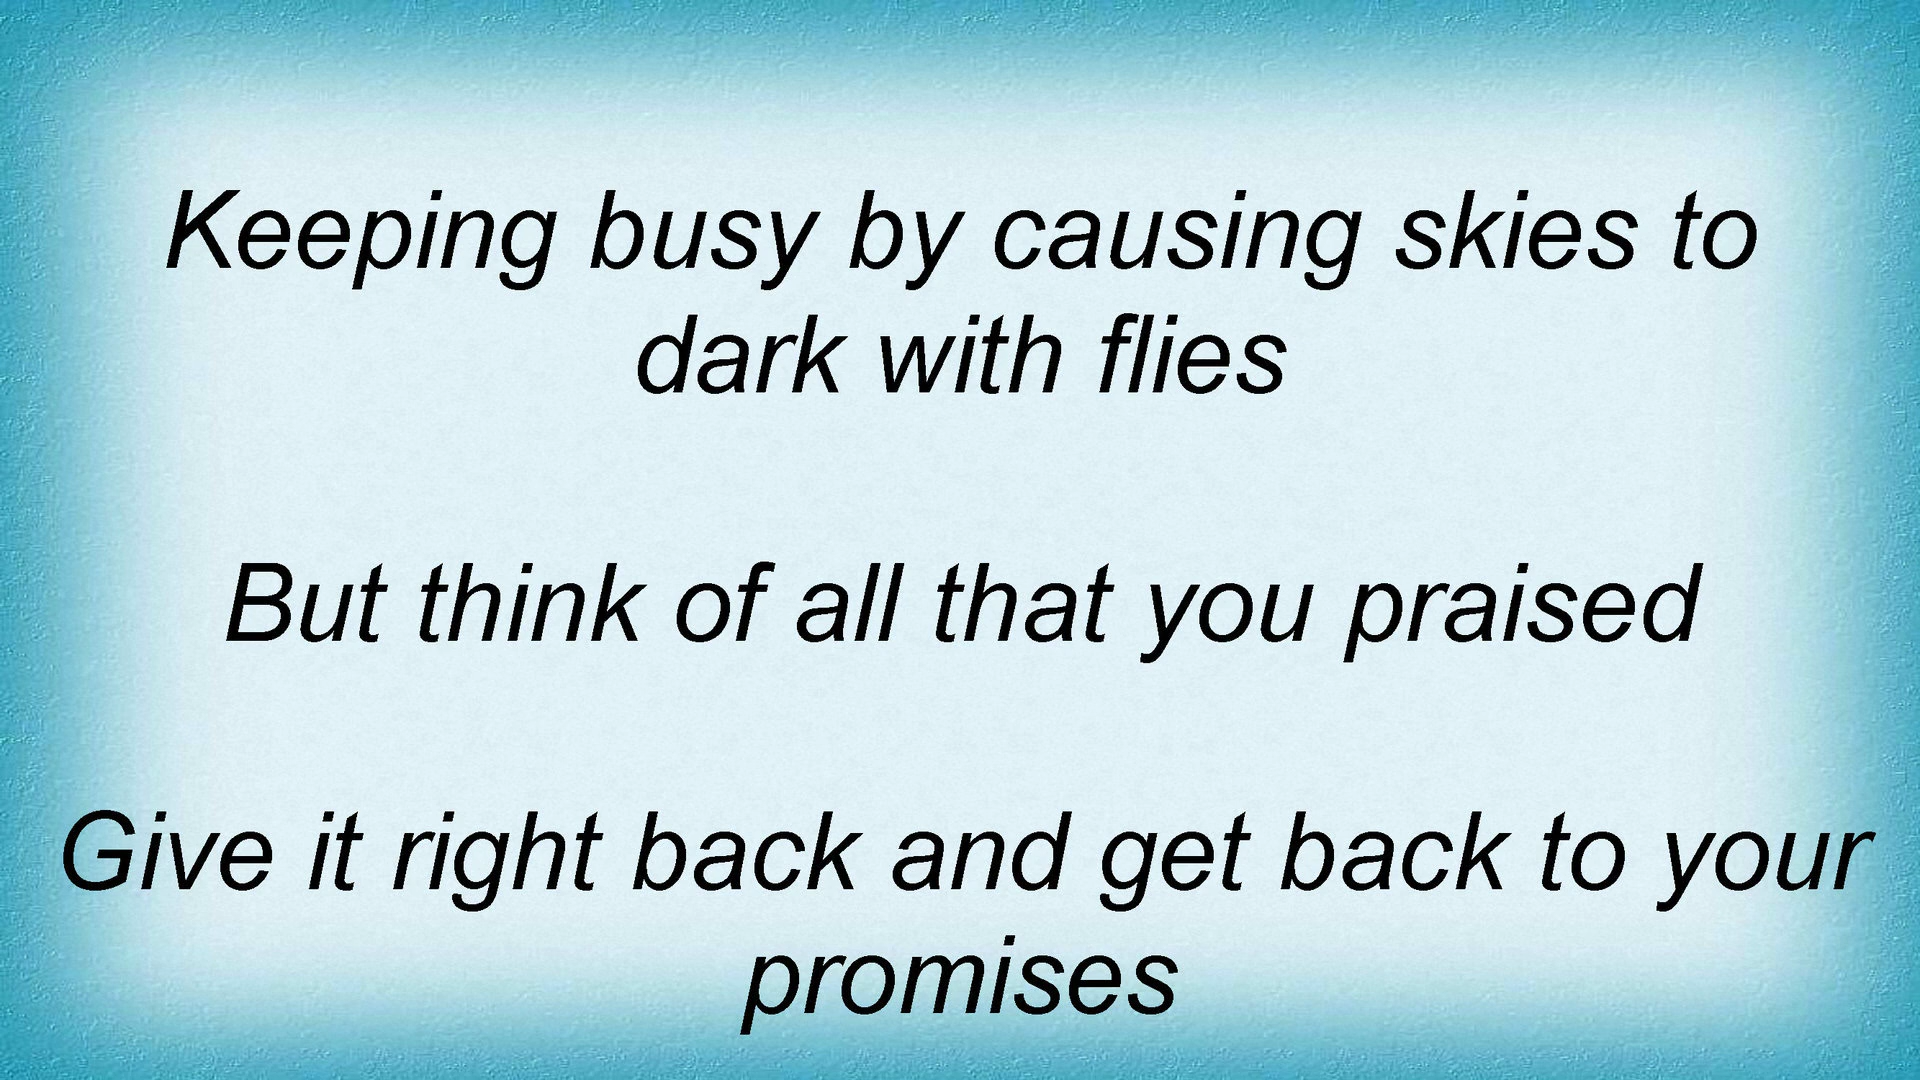 Keeping busy by causing skies to
dark with flies
But think of all that you praised
Give it right back and get back to your
promises